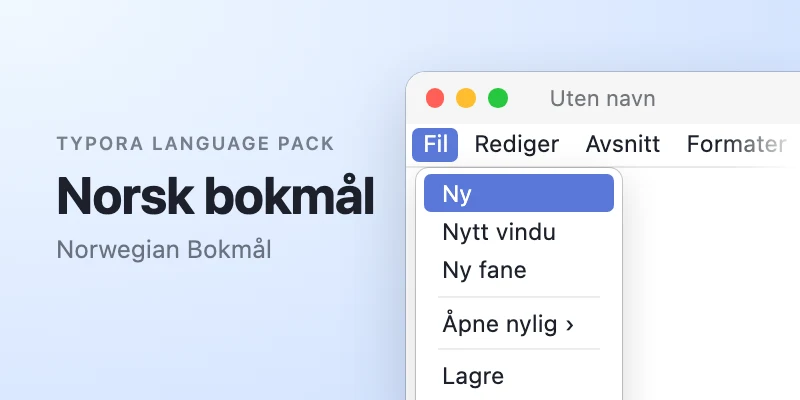 TYPORA LANGUAGE PACK
Norsk bokmål
Norwegian Bokmål
Uten navn
Fil Rediger Avsnitt Formater
Ny
Nytt vindu
Ny fane
Åpne nylig ›
Lagre